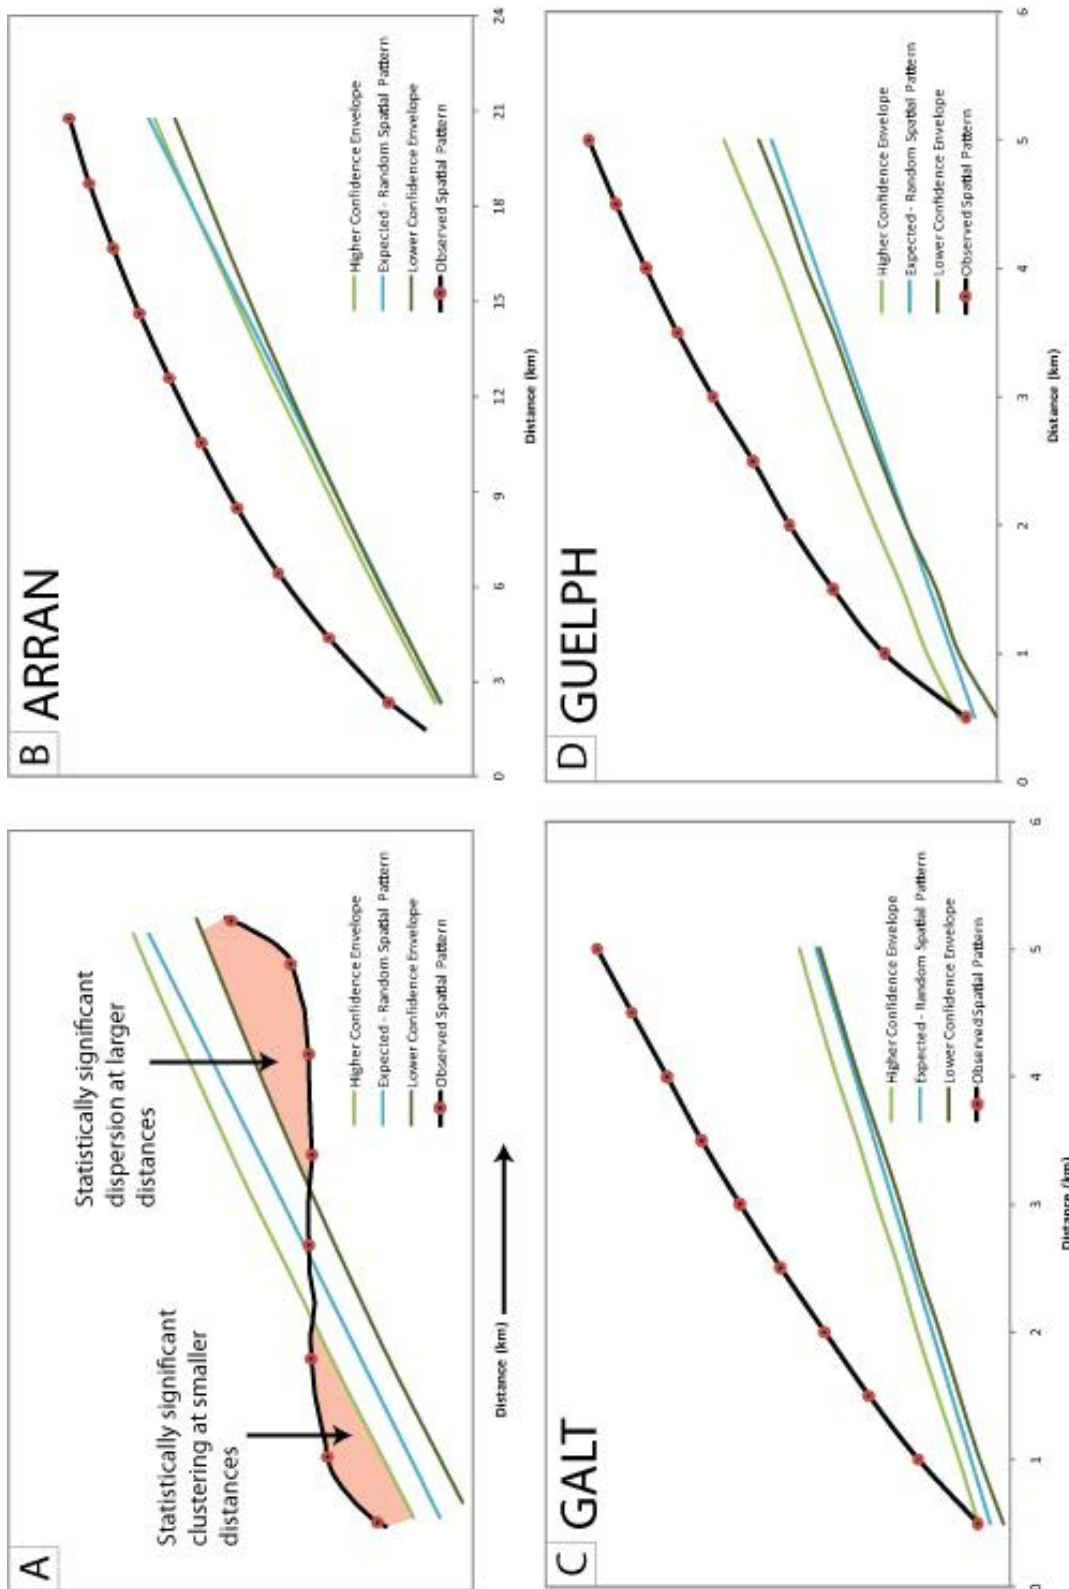 A
Statistically significant
clustering at smaller
distances
Statistically significant
dispersion at larger
distances
Higher Confidence Envelope
Expected - Random Spatial Pattern
Lower Confidence Envelope
Observed Spatial Pattern
Distance (km)
B ARRAN
Higher Confidence Envelope
Expected - Random Spatial Pattern
Lower Confidence Envelope
Observed Spatial Pattern
0 3 6 9 12 15 18 21 24
Distance (km)
C GALT
Higher Confidence Envelope
Expected - Random Spatial Pattern
Lower Confidence Envelope
Observed Spatial Pattern
0 1 2 3 4 5 6
Distance (km)
D GUELPH
Higher Confidence Envelope
Expected - Random Spatial Pattern
Lower Confidence Envelope
Observed Spatial Pattern
0 1 2 3 4 5 6
Distance (km)